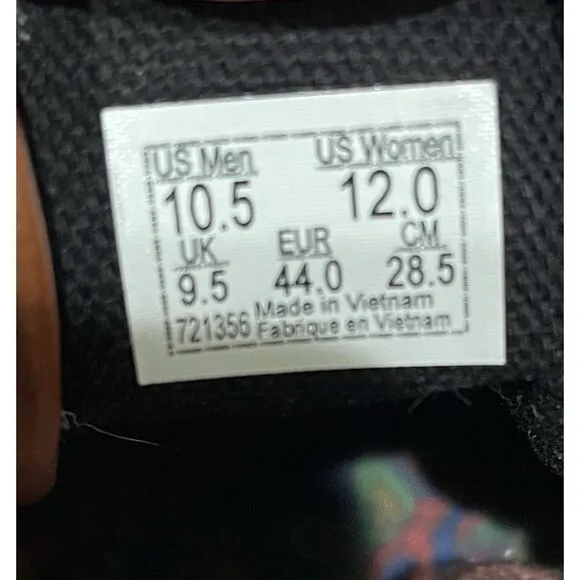 US Men US Women
10.5 12.0
UK EUR CM
9.5 44.0 28.5
Made in Vietnam
721356 Fabrique en Vietnam